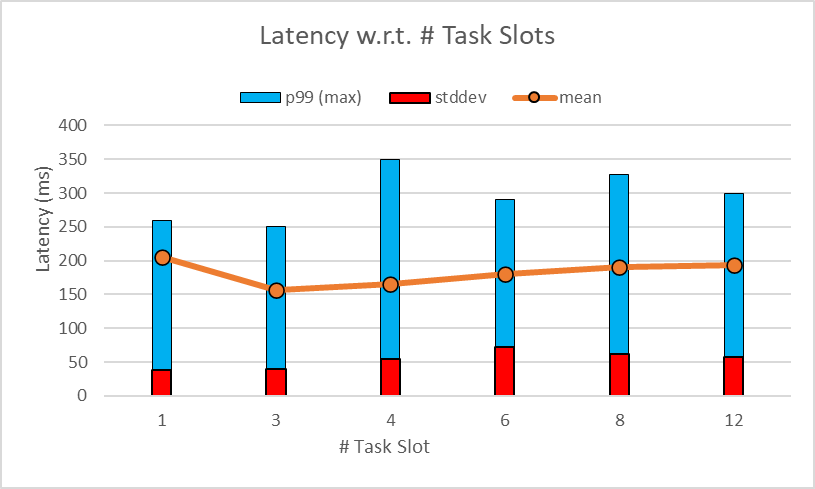 Latency w.r.t. # Task Slots
p99 (max) stddev mean
400
350
300
250
200
150
100
50
0
Latency (ms)
1 3 4 6 8 12
# Task Slot